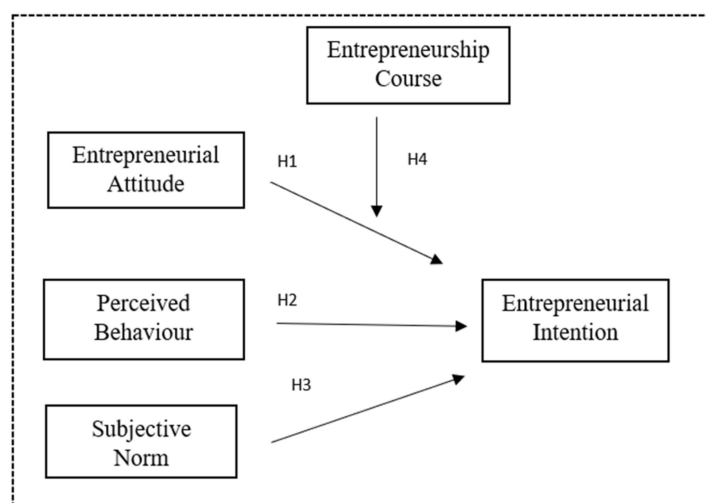 Entrepreneurship
Course
Entrepreneurial
Attitude
H1
H4
Perceived
Behaviour
H2
Entrepreneurial
Intention
H3
Subjective
Norm